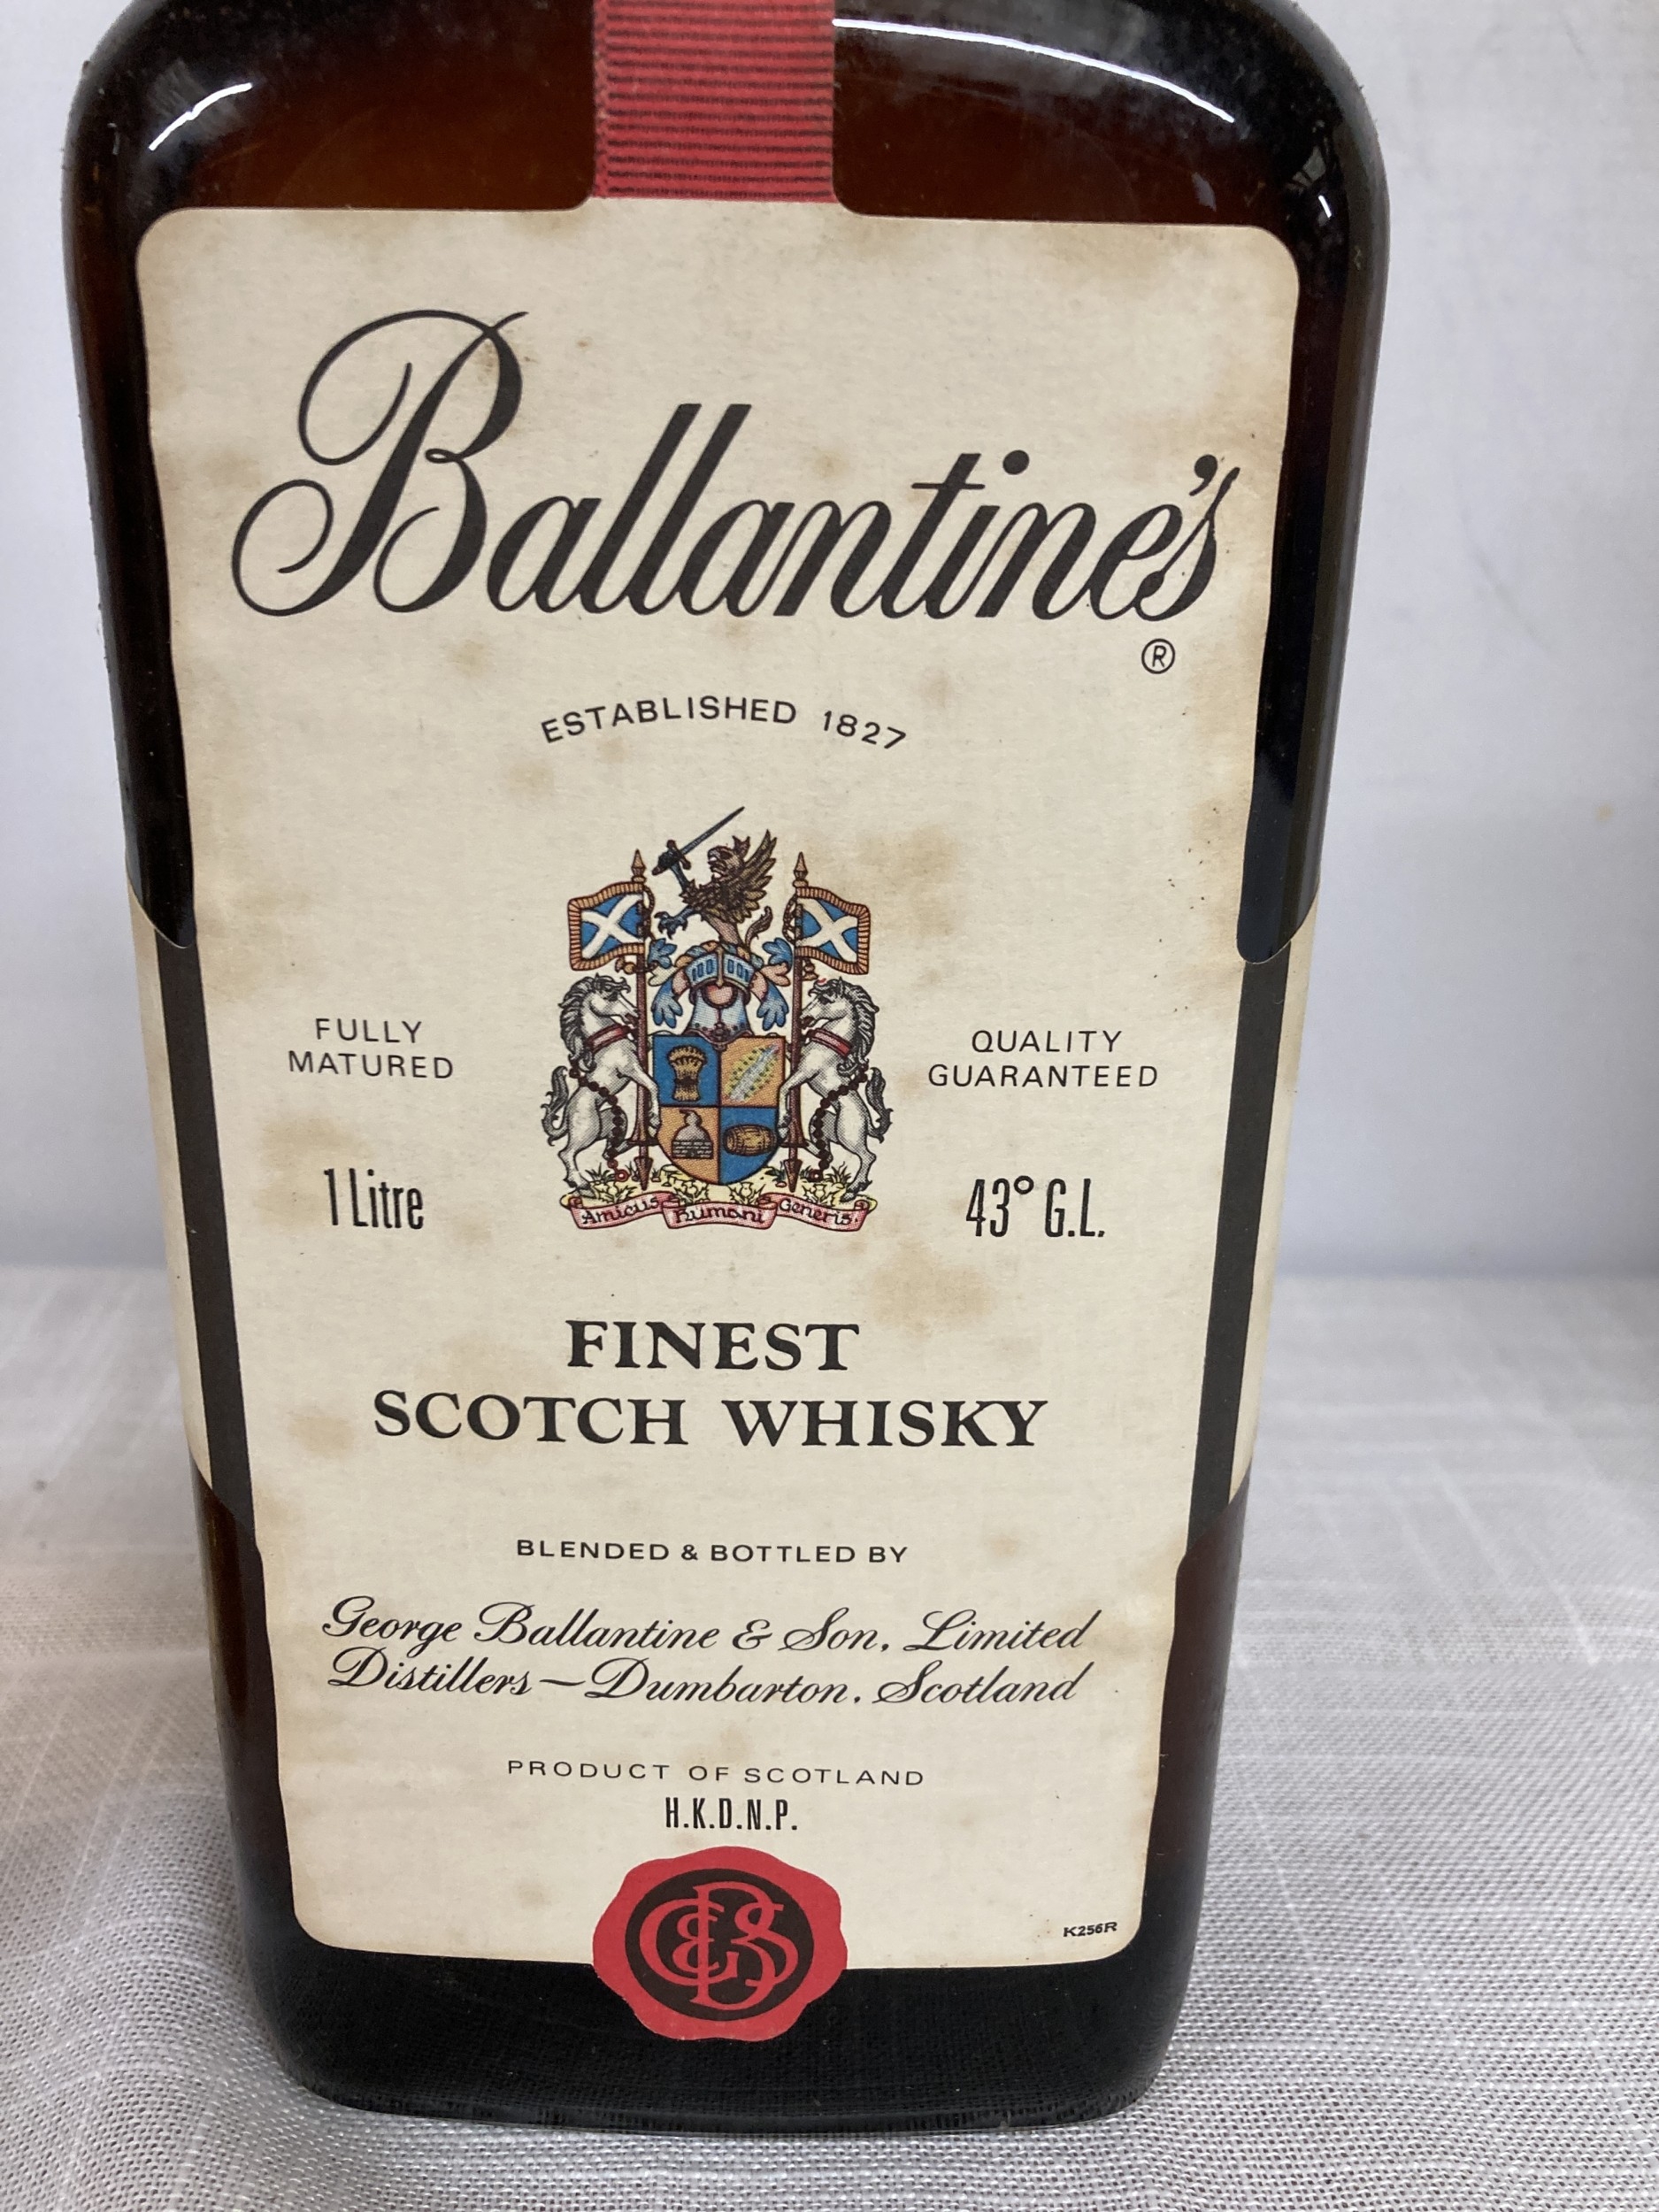 Ballantine's
®
ESTABLISHED 1827
FULLY
MATURED
QUALITY
GUARANTEED
1 Litre
43° G.L.
Amicus Humani Generis.
FINEST
SCOTCH WHISKY
BLENDED & BOTTLED BY
George Ballantine & Son, Limited
Distillers—Dumbarton, Scotland
PRODUCT OF SCOTLAND
H.K.D.N.P.
GB&S
K256R